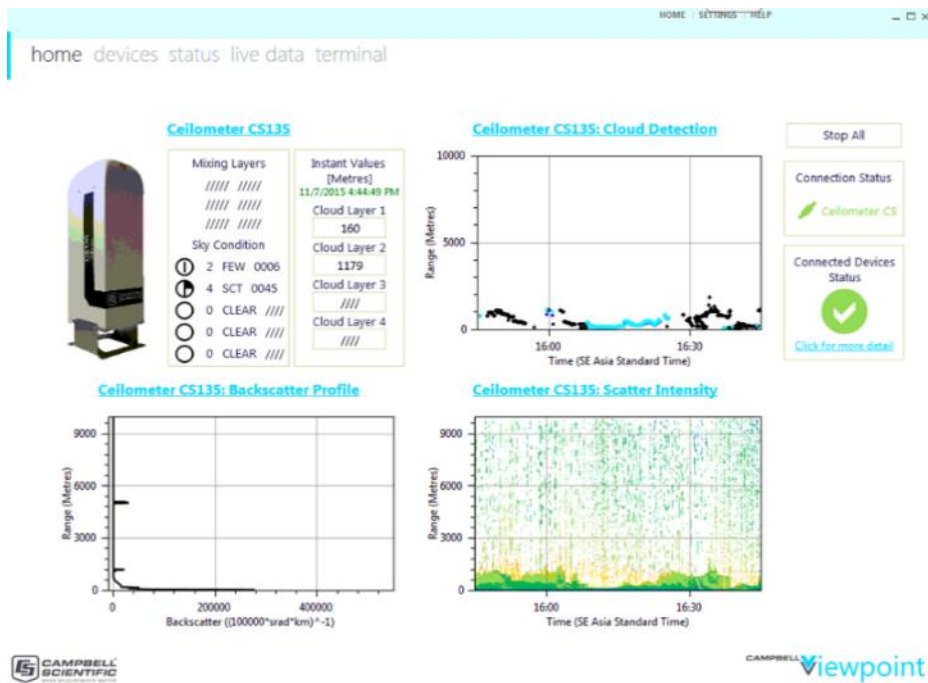 HOME SETTINGS HELP
home devices status live data terminal
Ceilometer CS135
Mixing Layers
///// /////
///// /////
///// /////
Sky Condition
2 FEW 0006
4 SCT 0045
0 CLEAR ////
0 CLEAR ////
0 CLEAR ////
Instant Values
[Metres]
11/7/2015 4:44:49 PM
Cloud Layer 1
160
Cloud Layer 2
1179
Cloud Layer 3
////
Cloud Layer 4
////
Ceilometer CS135: Cloud Detection
Range (Metres)
10000
5000
0
16:00 16:30
Time (SE Asia Standard Time)
Stop All
Connection Status
Ceilometer CS
Connected Devices
Status
Click for more detail
Ceilometer CS135: Backscatter Profile
Range (Metres)
9000
6000
3000
0
0 200000 400000
Backscatter ((100000*srad*km)^-1)
Ceilometer CS135: Scatter Intensity
Range (Metres)
9000
6000
3000
0
16:00 16:30
Time (SE Asia Standard Time)
CAMPBELL
SCIENTIFIC
CAMPBELL Viewpoint